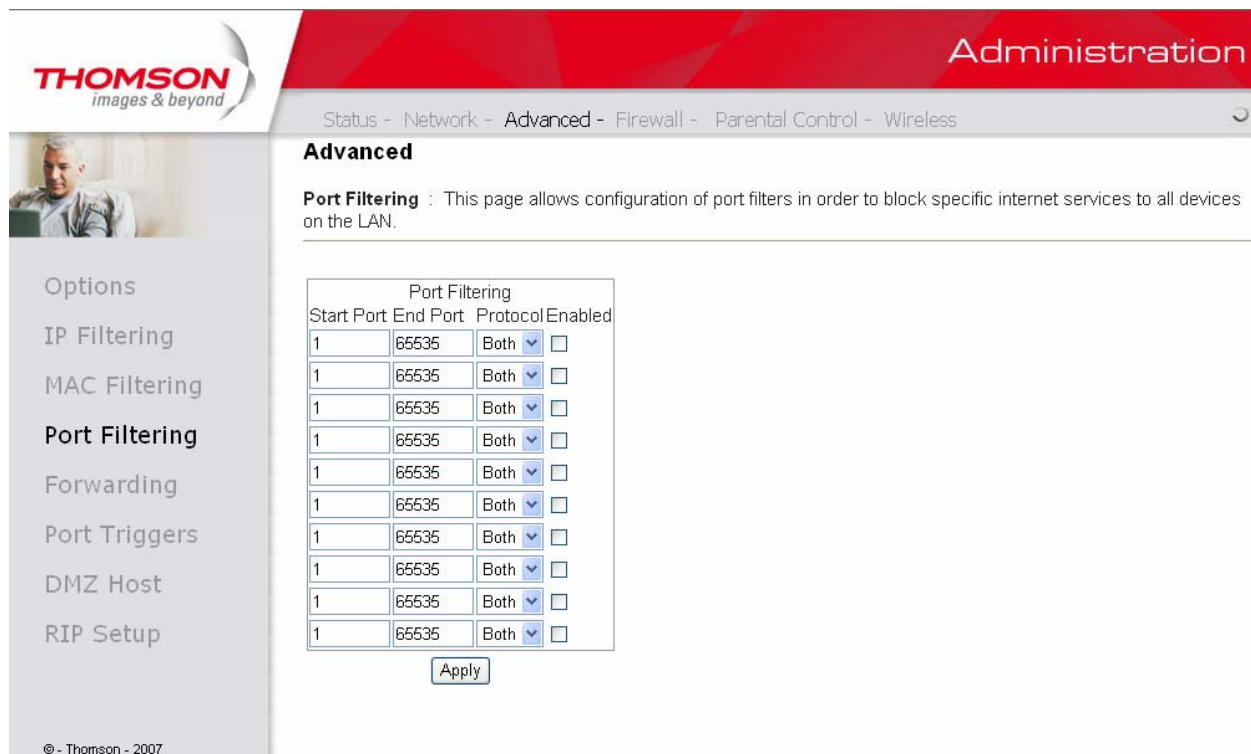 THOMSON
images & beyond
Administration
Status - Network - Advanced - Firewall - Parental Control - Wireless
Advanced
Port Filtering : This page allows configuration of port filters in order to block specific internet services to all devices
on the LAN.
Options
IP Filtering
MAC Filtering
Port Filtering
Forwarding
Port Triggers
DMZ Host
RIP Setup
Port Filtering
Start Port End Port Protocol Enabled
1 65535 Both
1 65535 Both
1 65535 Both
1 65535 Both
1 65535 Both
1 65535 Both
1 65535 Both
1 65535 Both
1 65535 Both
1 65535 Both
Apply
© - Thomson - 2007